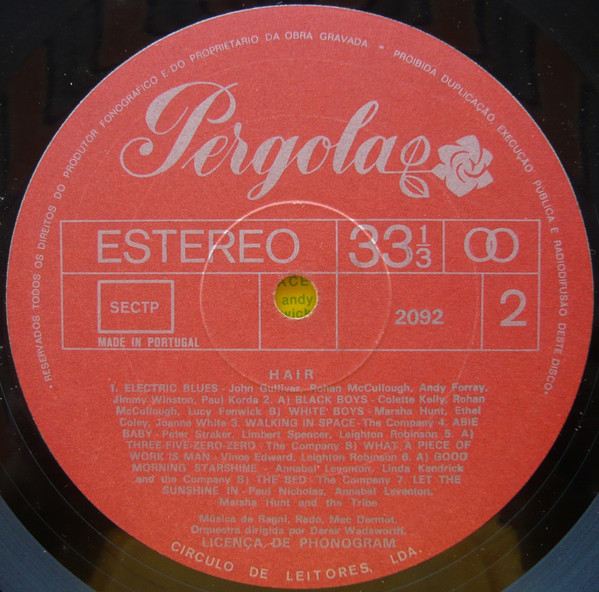 RESERVADOS TODOS OS DIREITOS DO PRODUTOR FONOGRÁFICO E DO PROPRIETARIO DA OBRA GRAVADA - PROIBIDA DUPLICAÇÃO, EXECUÇÃO PUBLICA E RADIODIFUSÃO DESTE DISCO.
Pergola
ESTEREO 33 1/3
SECTP 2092 2
MADE IN PORTUGAL
ACE
andy
wick
HAIR
1. ELECTRIC BLUES - John Gulliver, Rohan McCullough, Andy Forray,
Jimmy Winston, Paul Korda 2. A) BLACK BOYS - Colette Kelly, Rohan
McCullough, Lucy Fenwick B) WHITE BOYS - Marsha Hunt, Ethel
Coley, Joanne White 3. WALKING IN SPACE - The Company 4. ABIE
BABY - Peter Straker, Limbert Spencer, Leighton Robinson 5. A)
THREE-FIVE-ZERO-ZERO - The Company B) WHAT A PIECE OF
WORK IS MAN - Vince Edward, Leighton Robinson 6. A) GOOD
MORNING STARSHINE - Annabel Leventon, Linda Kendrick
and the Company B) THE BED - The Company 7. LET THE
SUNSHINE IN - Paul Nicholas, Annabel Leventon,
Marsha Hunt and the Tribe
Música de Ragni, Rado, Mac Dermot.
Orquestra dirigida por Derek Wadsworth.
LICENÇA DE PHONOGRAM
CIRCULO DE LEITORES, LDA.